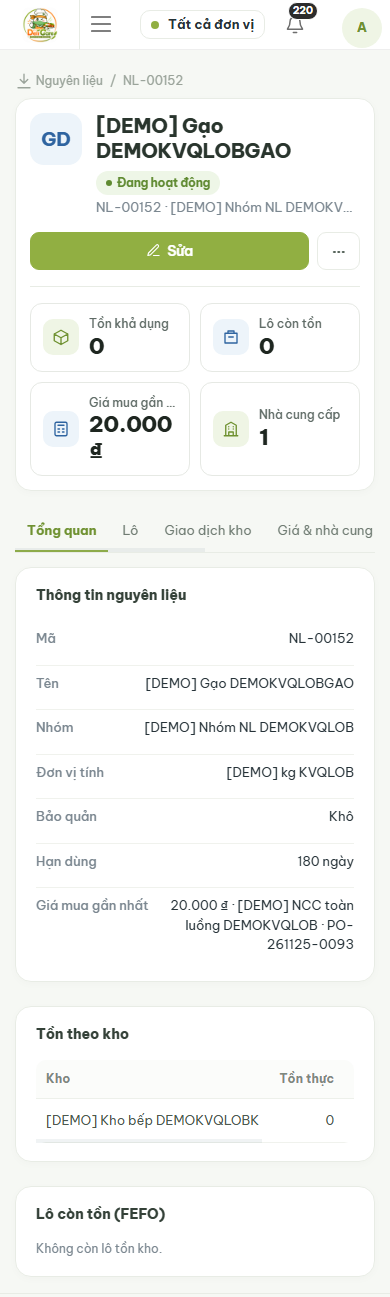 Tất cả đơn vị
220
A
Nguyên liệu / NL-00152
GD
[DEMO] Gạo
DEMOKVQLOBGAO
Đang hoạt động
NL-00152 · [DEMO] Nhóm NL DEMOKV...
Sửa
...
Tồn khả dụng
0
Lô còn tồn
0
Giá mua gần ...
20.000
₫
Nhà cung cấp
1
Tổng quan Lô Giao dịch kho Giá & nhà cung
Thông tin nguyên liệu
Mã NL-00152
Tên [DEMO] Gạo DEMOKVQLOBGAO
Nhóm [DEMO] Nhóm NL DEMOKVQLOB
Đơn vị tính [DEMO] kg KVQLOB
Bảo quản Khô
Hạn dùng 180 ngày
Giá mua gần nhất 20.000 ₫ · [DEMO] NCC toàn
luồng DEMOKVQLOB · PO-
261125-0093
Tồn theo kho
Kho Tồn thực
[DEMO] Kho bếp DEMOKVQLOBK 0
Lô còn tồn (FEFO)
Không còn lô tồn kho.